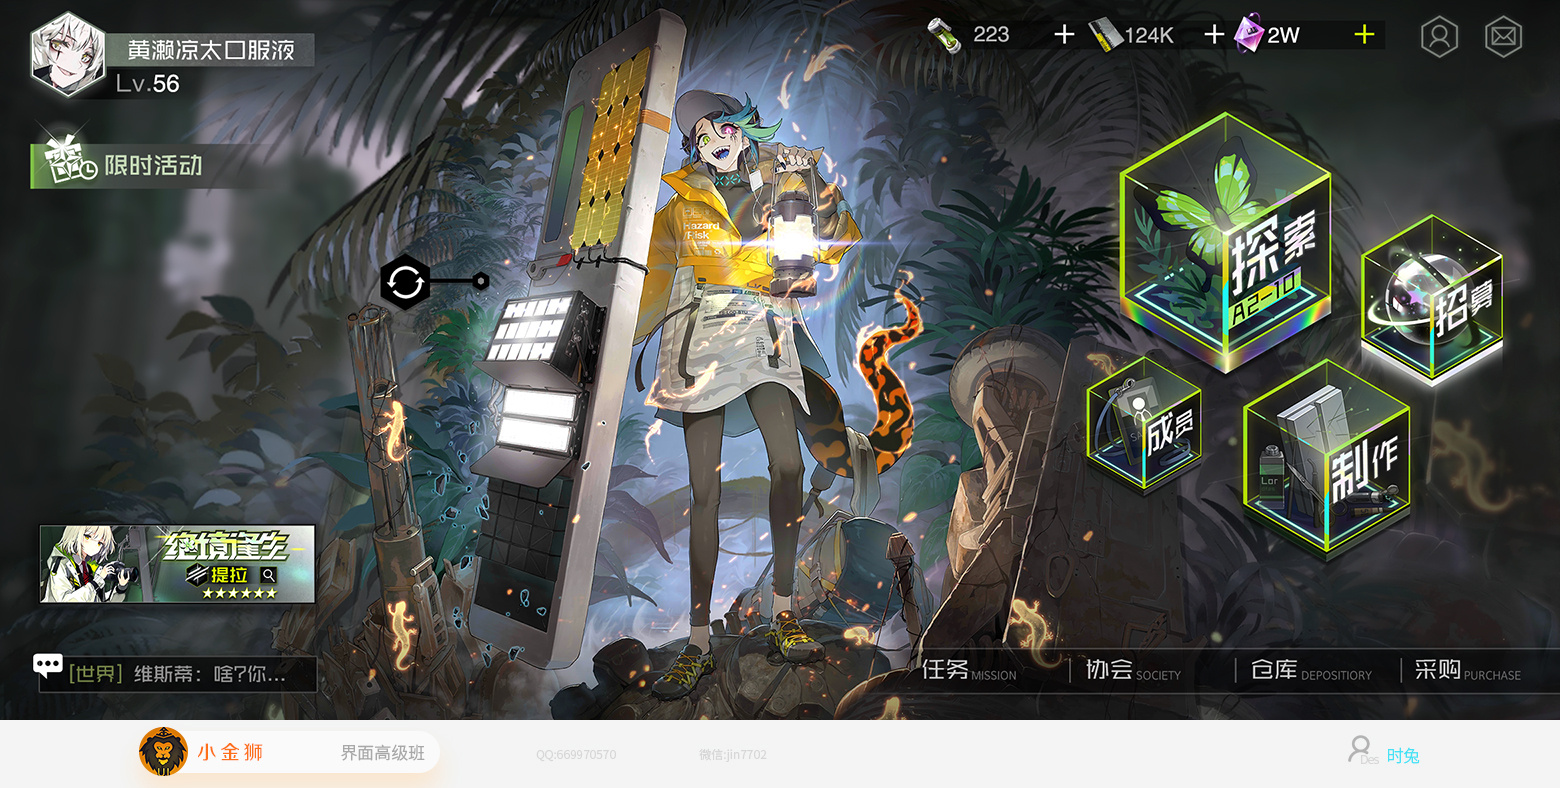 黄濑凉太口服液
Lv.56
223
124K
2W
限时活动
Hazard
/Risk
探索
A2-10
招募
成员
制作
Lor
绝境逢生
提拉
[世界] 维斯蒂：啥?你...
任务 MISSION
协会 SOCIETY
仓库 DEPOSITIORY
采购 PURCHASE
小金狮
界面高级班
QQ:669970570
微信:jin7702
Des 时兔